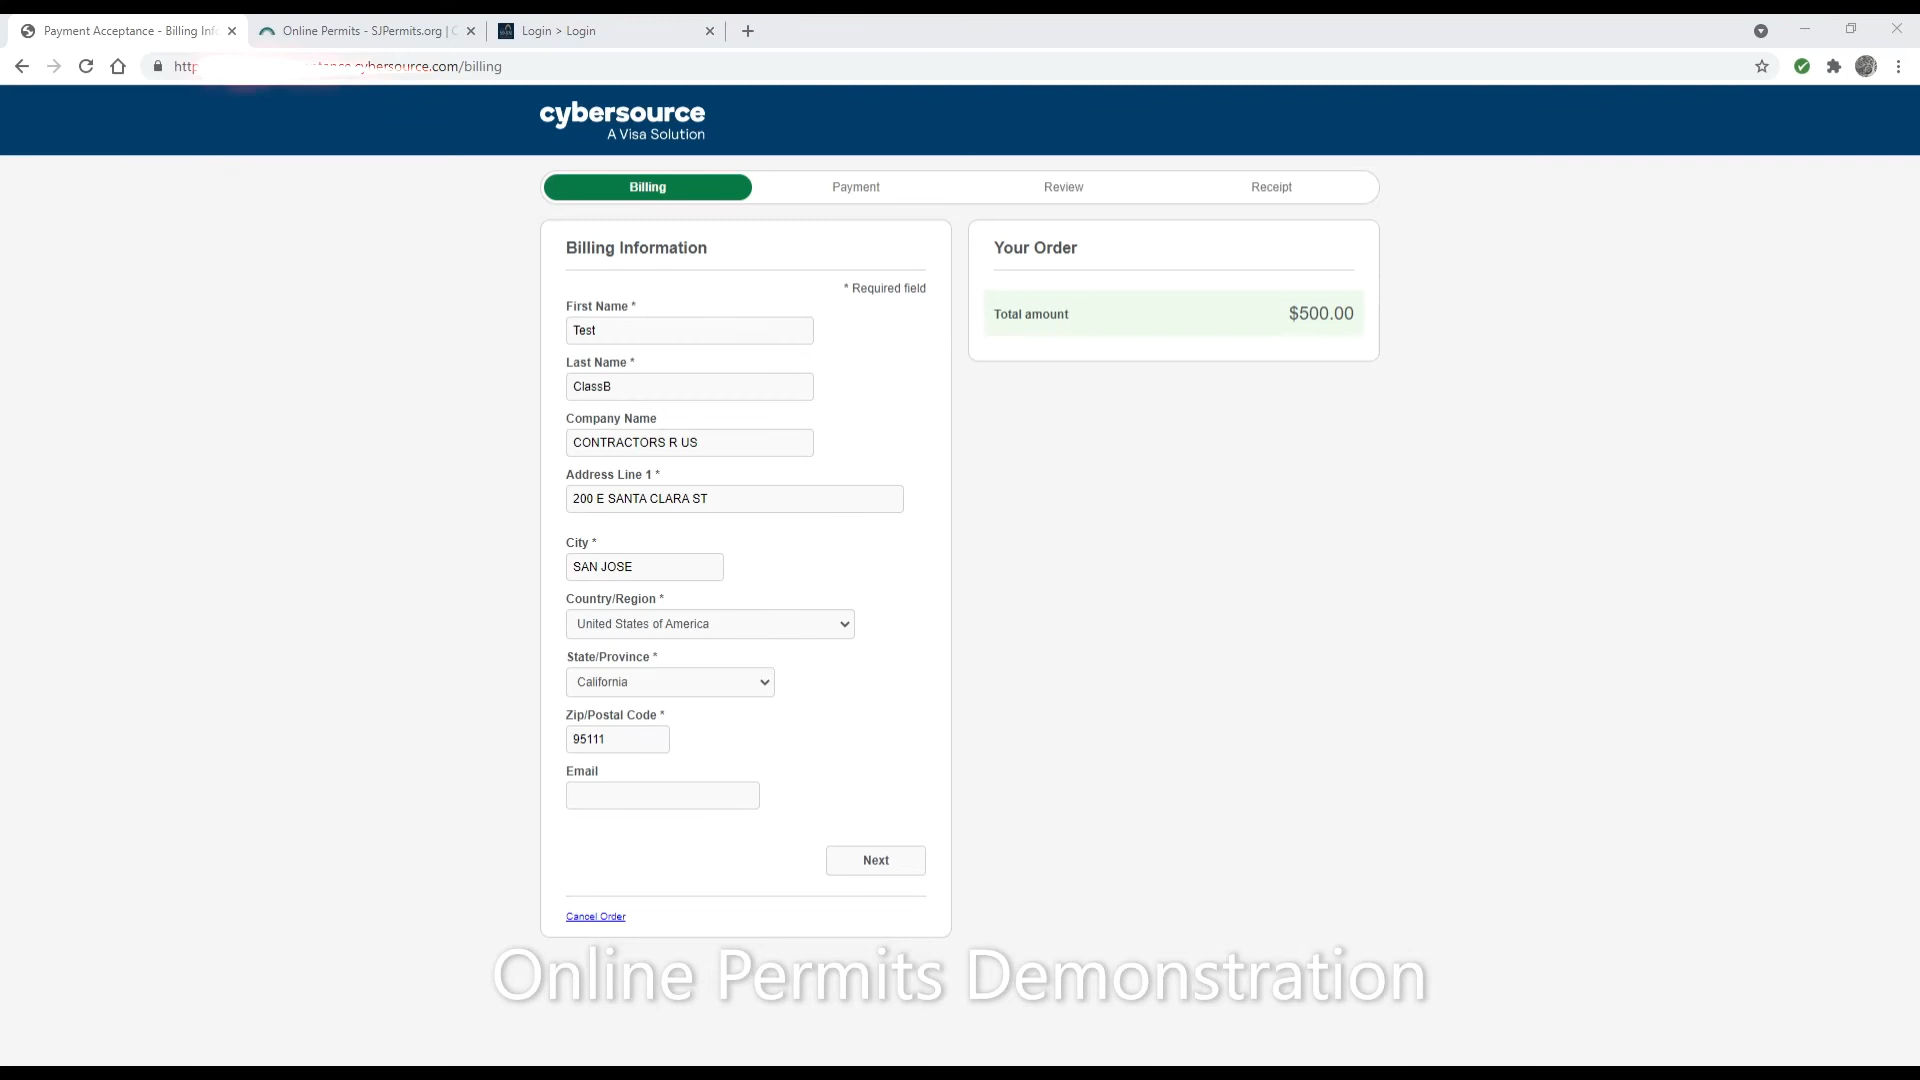 Payment Acceptance - Billing Inf
Online Permits - SJPermits.org | C
Login > Login
cybersource.com/billing
cybersource
A Visa Solution
Billing
Payment
Review
Receipt
Billing Information
* Required field
First Name *
Test
Last Name *
ClassB
Company Name
CONTRACTORS R US
Address Line 1 *
200 E SANTA CLARA ST
City *
SAN JOSE
Country/Region *
United States of America
State/Province *
California
Zip/Postal Code *
95111
Email
Next
Cancel Order
Your Order
Total amount
$500.00
Online Permits Demonstration